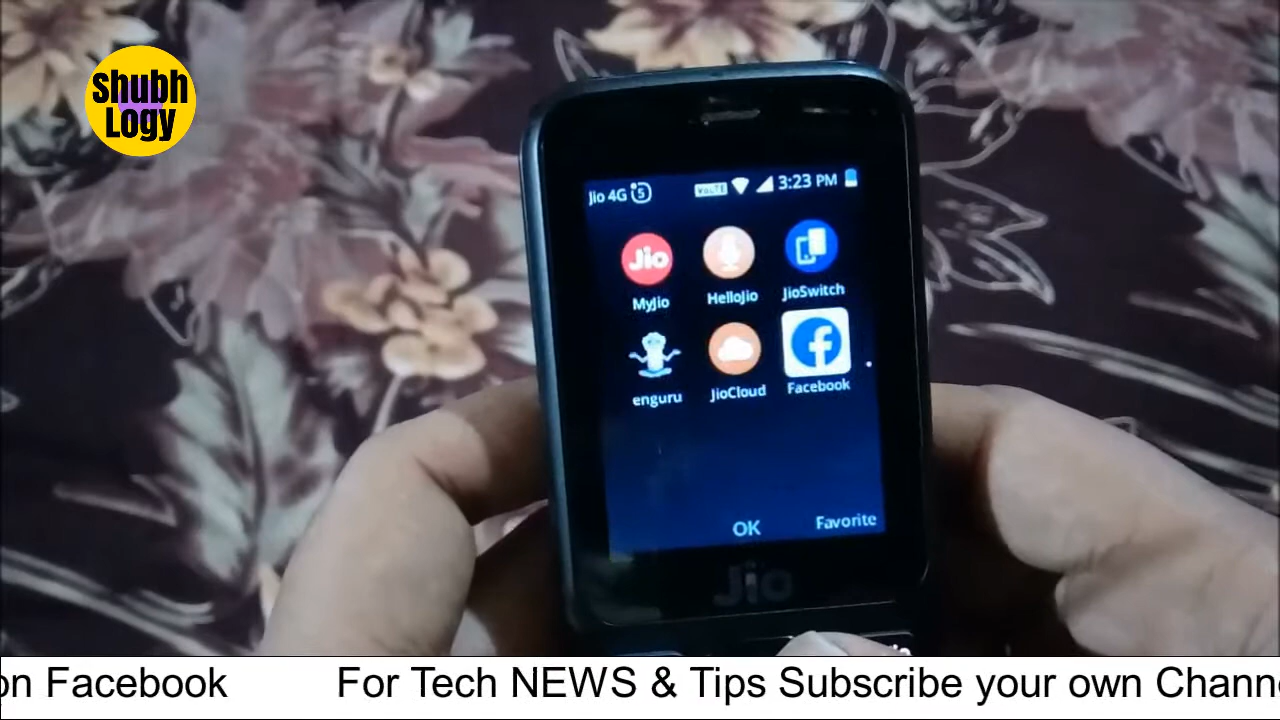 Shubh
Logy
Jio 4G 5 VoLTE 3:23 PM
Jio
MyJio HelloJio JioSwitch
enguru JioCloud Facebook
OK Favorite
Jio
on Facebook For Tech NEWS & Tips Subscribe your own Channe